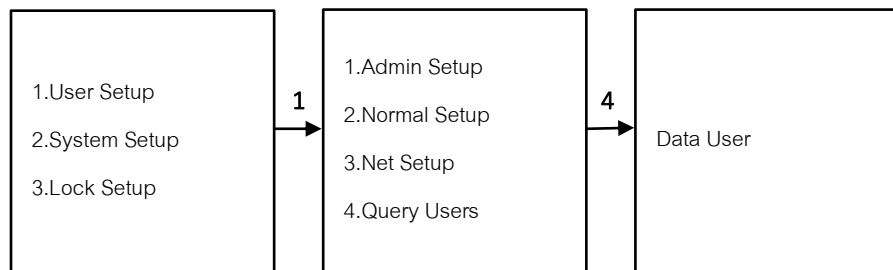 1.User Setup
2.System Setup
3.Lock Setup
1
1.Admin Setup
2.Normal Setup
3.Net Setup
4.Query Users
4
Data User